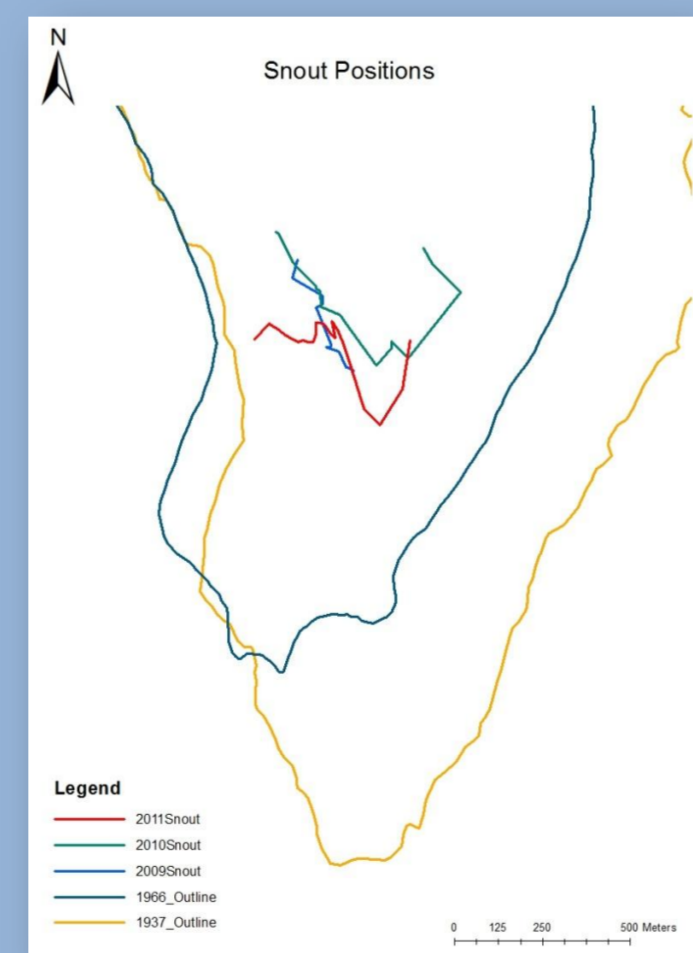 N
Snout Positions
Legend
2011Snout
2010Snout
2009Snout
1966_Outline
1937_Outline
0 125 250 500 Meters